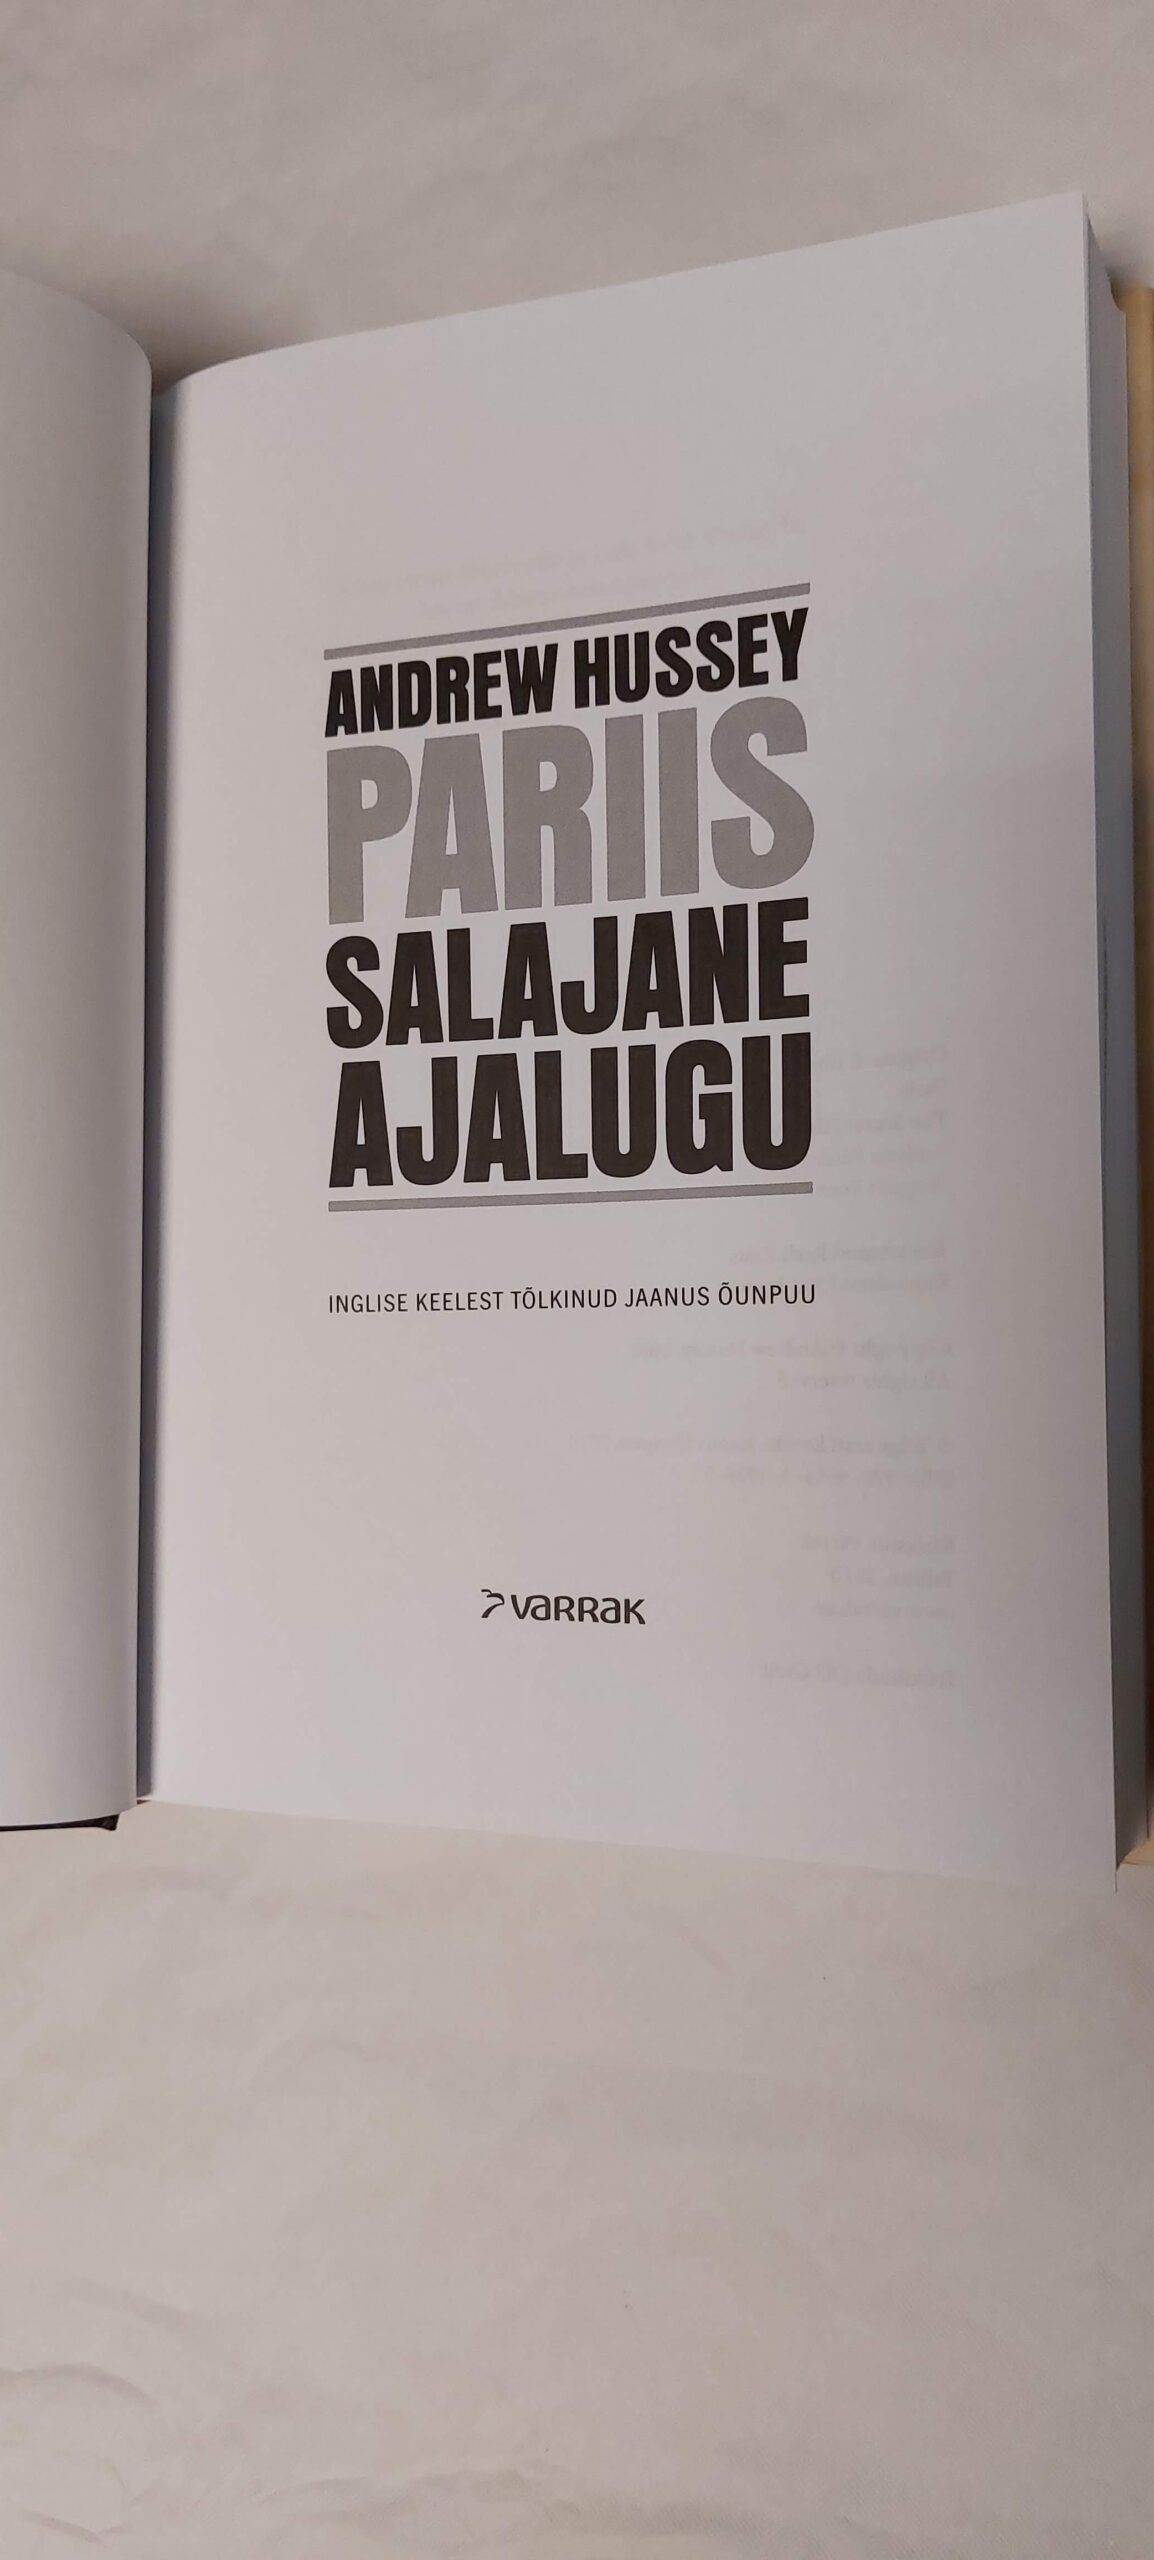 ANDREW HUSSEY
PARIIS
SALAJANE
AJALUGU
INGLISE KEELEST TÕLKINUD JAANUS ÕUNPUU
VARRAK